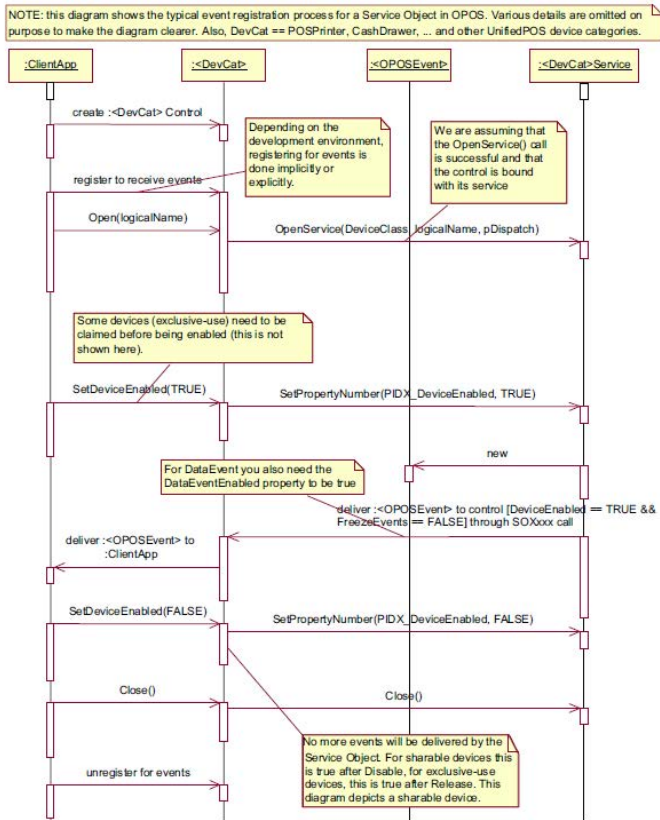 NOTE: this diagram shows the typical event registration process for a Service Object in OPOS. Various details are omitted on
purpose to make the diagram clearer. Also, DevCat == POSPrinter, CashDrawer, ... and other UnifiedPOS device categories.
:ClientApp
:<DevCat>
:<OPOSEvent>
:<DevCat>Service
create :<DevCat> Control
Depending on the
development environment,
registering for events is
done implicitly or
explicitly.
We are assuming that
the OpenService() call
is successful and that
the control is bound
with its service
register to receive events
Open(logicalName)
OpenService(DeviceClass, logicalName, pDispatch)
Some devices (exclusive-use) need to be
claimed before being enabled (this is not
shown here).
SetDeviceEnabled(TRUE)
SetPropertyNumber(PIDX_DeviceEnabled, TRUE)
new
For DataEvent you also need the
DataEventEnabled property to be true
deliver :<OPOSEvent> to control [DeviceEnabled == TRUE &&
FreezeEvents == FALSE] through SOXxxx call
deliver :<OPOSEvent> to
:ClientApp
SetDeviceEnabled(FALSE)
SetPropertyNumber(PIDX_DeviceEnabled, FALSE)
Close()
Close()
No more events will be delivered by the
Service Object. For sharable devices this
is true after Disable, for exclusive-use
devices, this is true after Release. This
diagram depicts a sharable device.
unregister for events